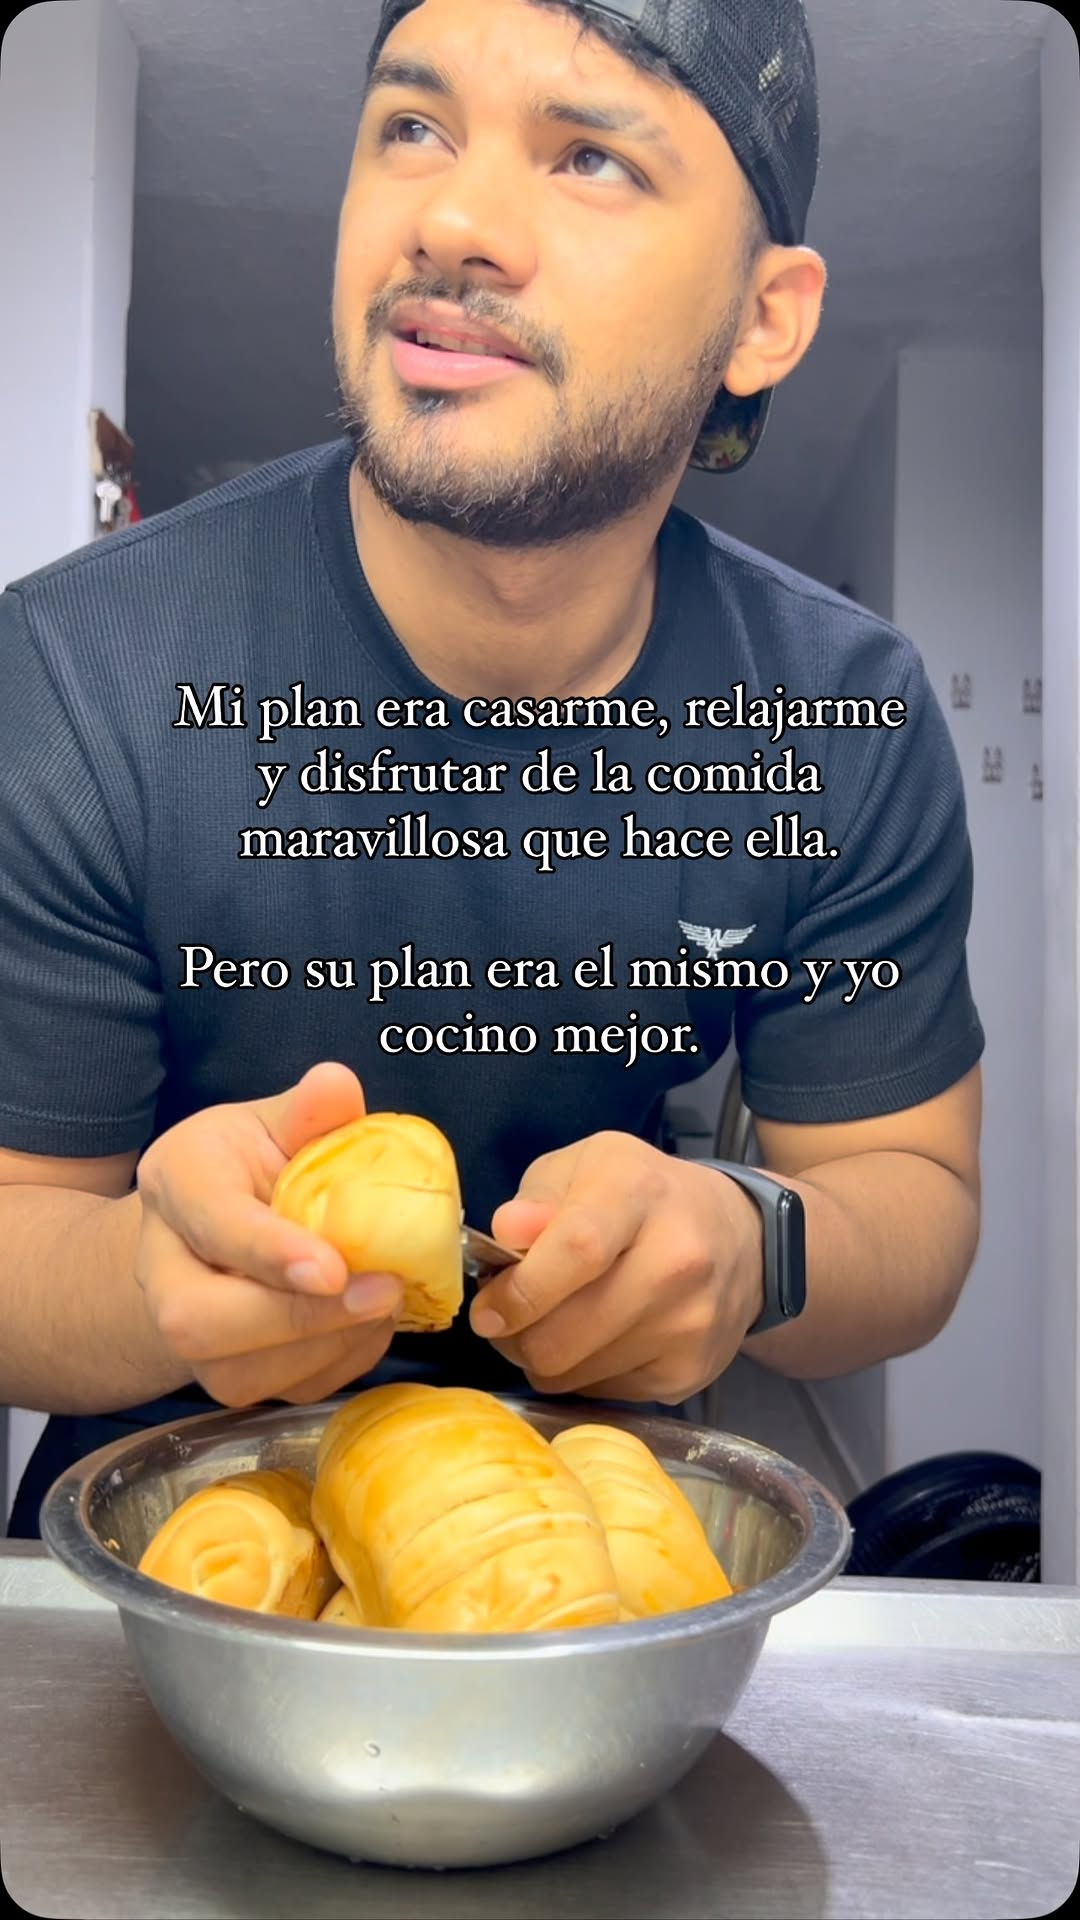 Mi plan era casarme, relajarme
y disfrutar de la comida
maravillosa que hace ella.
Pero su plan era el mismo y yo
cocino mejor.